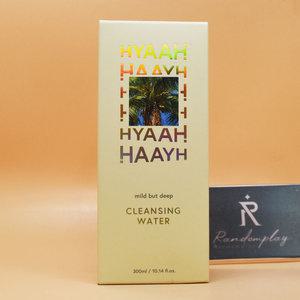 HYAAH
HAAYH
HYAAH
HAAYH
mild but deep
CLEANSING
WATER
300ml / 10.14 fl.oz.
R
Randomplay